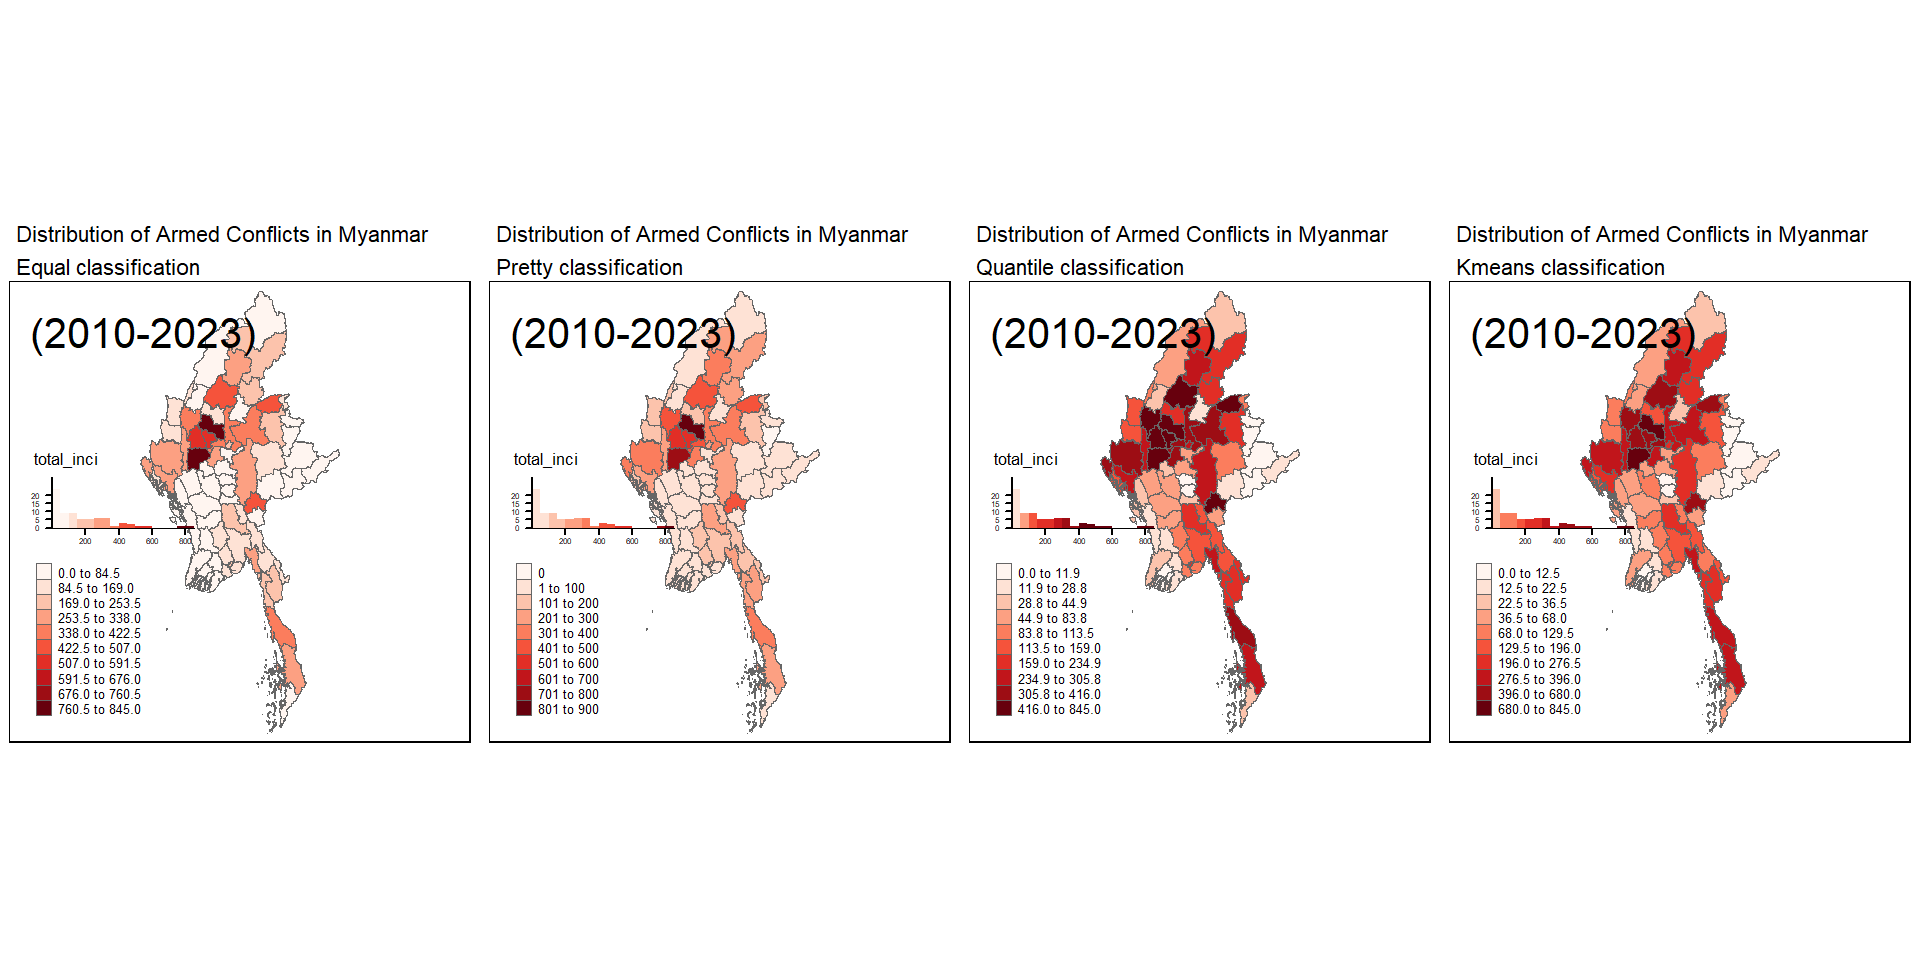 Distribution of Armed Conflicts in Myanmar
Equal classification
(2010-2023)
total_inci
20
15
10
5
0
200 400 600 800
0.0 to 84.5
84.5 to 169.0
169.0 to 253.5
253.5 to 338.0
338.0 to 422.5
422.5 to 507.0
507.0 to 591.5
591.5 to 676.0
676.0 to 760.5
760.5 to 845.0
Distribution of Armed Conflicts in Myanmar
Pretty classification
(2010-2023)
total_inci
20
15
10
5
0
200 400 600 800
0
1 to 100
101 to 200
201 to 300
301 to 400
401 to 500
501 to 600
601 to 700
701 to 800
801 to 900
Distribution of Armed Conflicts in Myanmar
Quantile classification
(2010-2023)
total_inci
20
15
10
5
0
200 400 600 800
0.0 to 11.9
11.9 to 28.8
28.8 to 44.9
44.9 to 83.8
83.8 to 113.5
113.5 to 159.0
159.0 to 234.9
234.9 to 305.8
305.8 to 416.0
416.0 to 845.0
Distribution of Armed Conflicts in Myanmar
Kmeans classification
(2010-2023)
total_inci
20
15
10
5
0
200 400 600 800
0.0 to 12.5
12.5 to 22.5
22.5 to 36.5
36.5 to 68.0
68.0 to 129.5
129.5 to 196.0
196.0 to 276.5
276.5 to 396.0
396.0 to 680.0
680.0 to 845.0